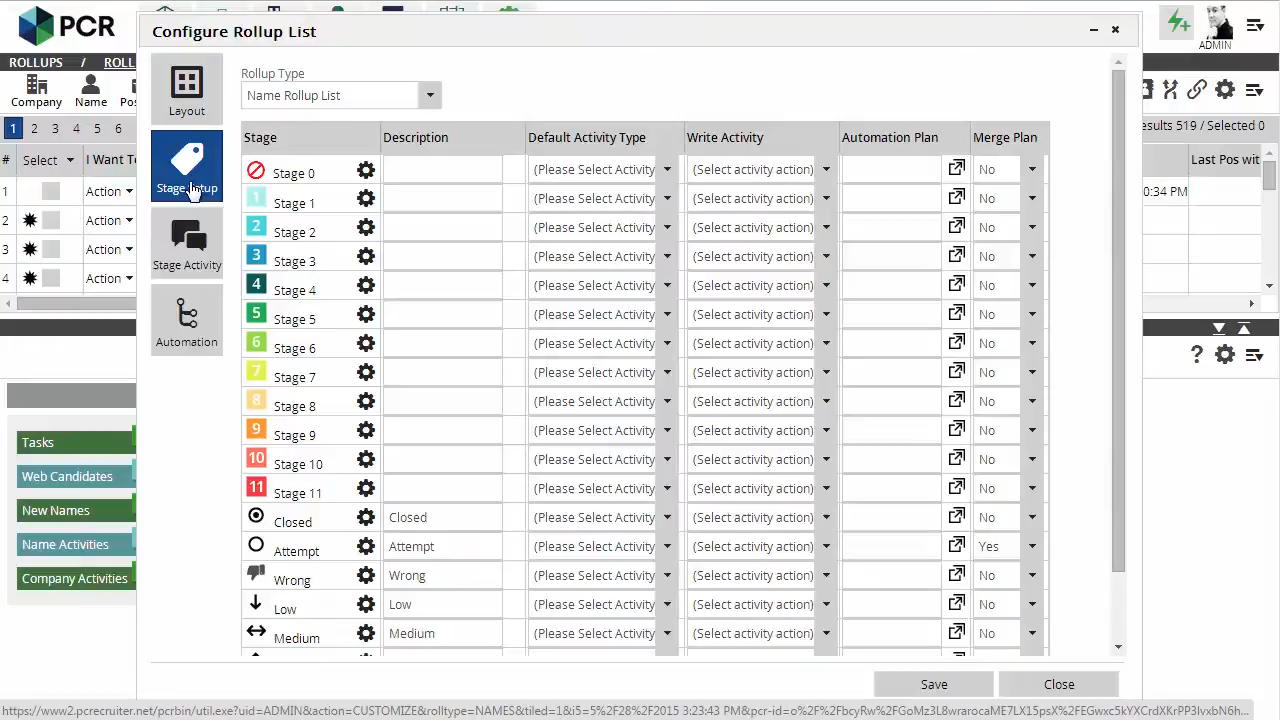 PCR
Configure Rollup List
ADMIN
ROLLUPS / ROLL
Company Name Pos
1 2 3 4 5 6
esults 519 / Selected 0
# Select I Want To
Last Pos wit
1 Action
0:34 PM
2 Action
3 Action
4 Action
Tasks
Web Candidates
New Names
Name Activities
Company Activities
Layout
Stage Setup
Stage Activity
Automation
Rollup Type
Name Rollup List
Stage Description Default Activity Type Write Activity Automation Plan Merge Plan
Stage 0 (Please Select Activity (Select activity action) No
1 Stage 1 (Please Select Activity (Select activity action) No
2 Stage 2 (Please Select Activity (Select activity action) No
3 Stage 3 (Please Select Activity (Select activity action) No
4 Stage 4 (Please Select Activity (Select activity action) No
5 Stage 5 (Please Select Activity (Select activity action) No
6 Stage 6 (Please Select Activity (Select activity action) No
7 Stage 7 (Please Select Activity (Select activity action) No
8 Stage 8 (Please Select Activity (Select activity action) No
9 Stage 9 (Please Select Activity (Select activity action) No
10 Stage 10 (Please Select Activity (Select activity action) No
11 Stage 11 (Please Select Activity (Select activity action) No
Closed Closed (Please Select Activity (Select activity action) No
Attempt Attempt (Please Select Activity (Select activity action) Yes
Wrong Wrong (Please Select Activity (Select activity action) No
Low Low (Please Select Activity (Select activity action) No
Medium Medium (Please Select Activity (Select activity action) No
Save Close